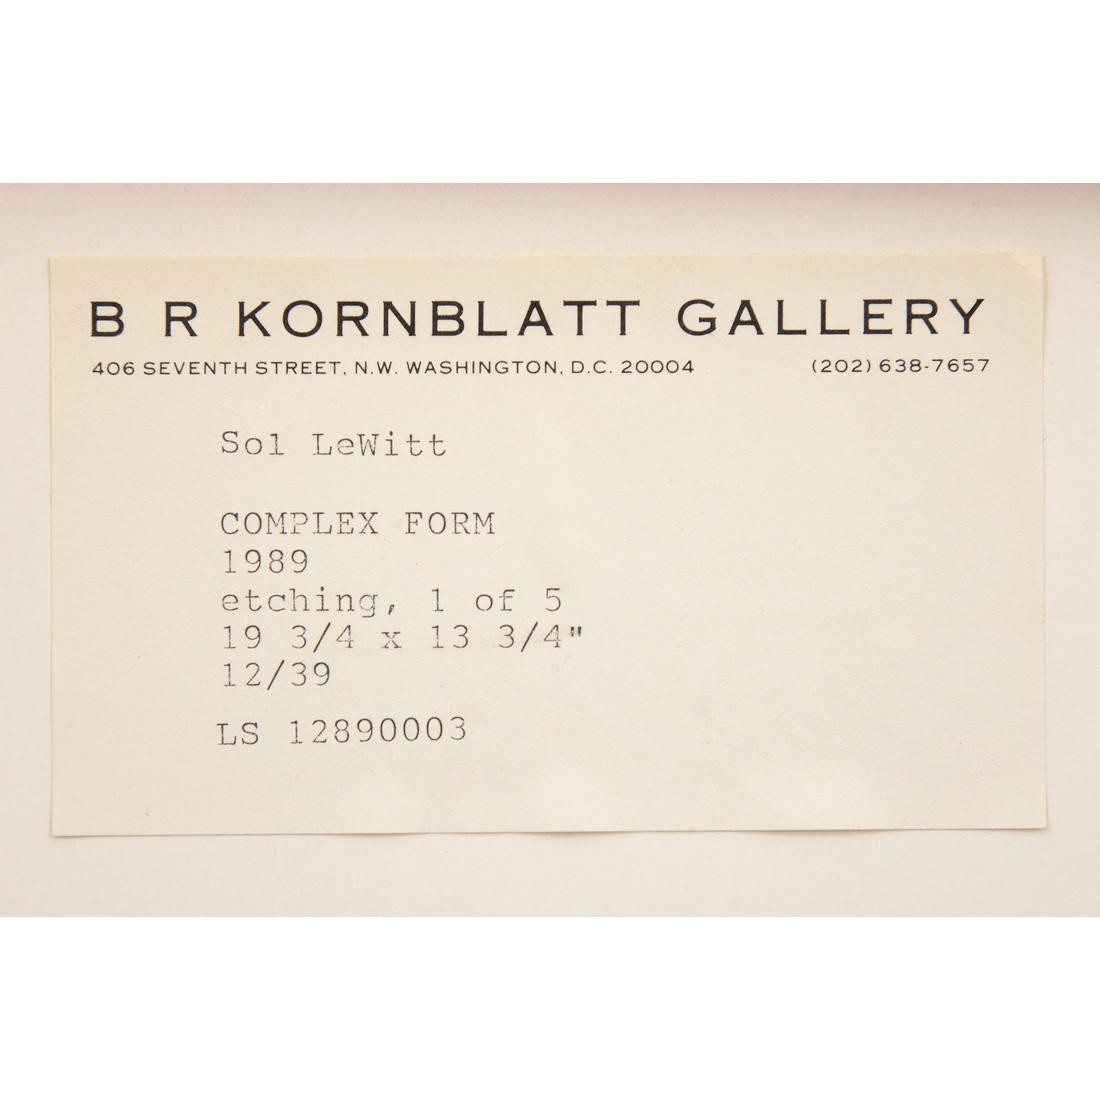 B R KORNBLATT GALLERY
406 SEVENTH STREET, N.W. WASHINGTON, D.C. 20004 (202) 638-7657
Sol LeWitt
COMPLEX FORM
1989
etching, 1 of 5
19 3/4 x 13 3/4"
12/39
LS 12890003